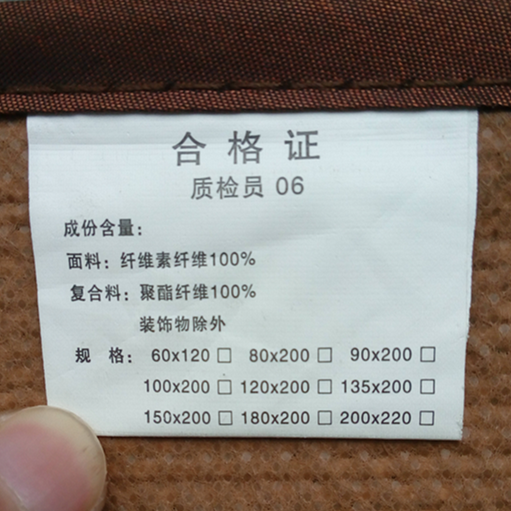 合格证
质检员 06
成份含量：
面料：纤维素纤维100%
复合料：聚酯纤维100%
装饰物除外
规 格： 60x120 □ 80x200 □ 90x200 □
100x200 □ 120x200 □ 135x200 □
150x200 □ 180x200 □ 200x220 □